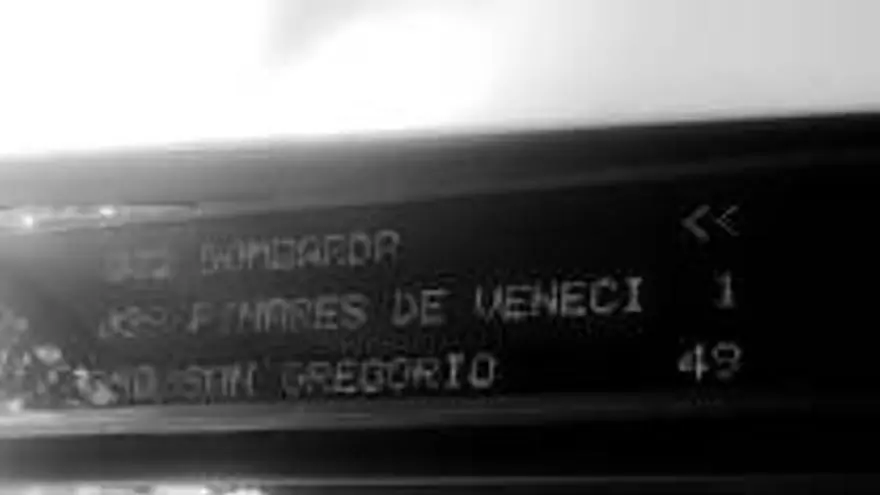 BOMBARDA <<
PINARES DE VENECI 1
SAN GREGORIO 49